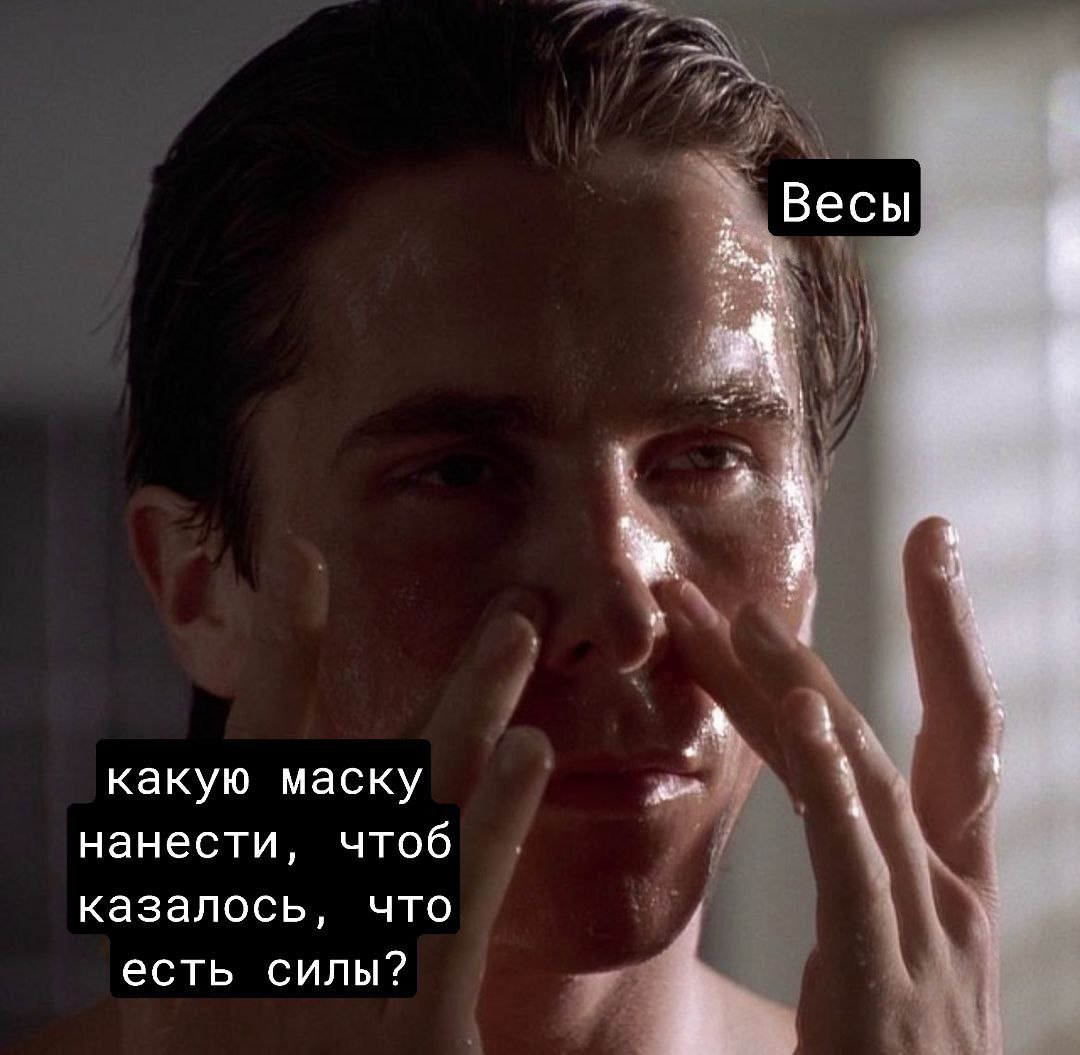 Весы
какую маску
нанести, чтоб
казалось, что
есть силы?